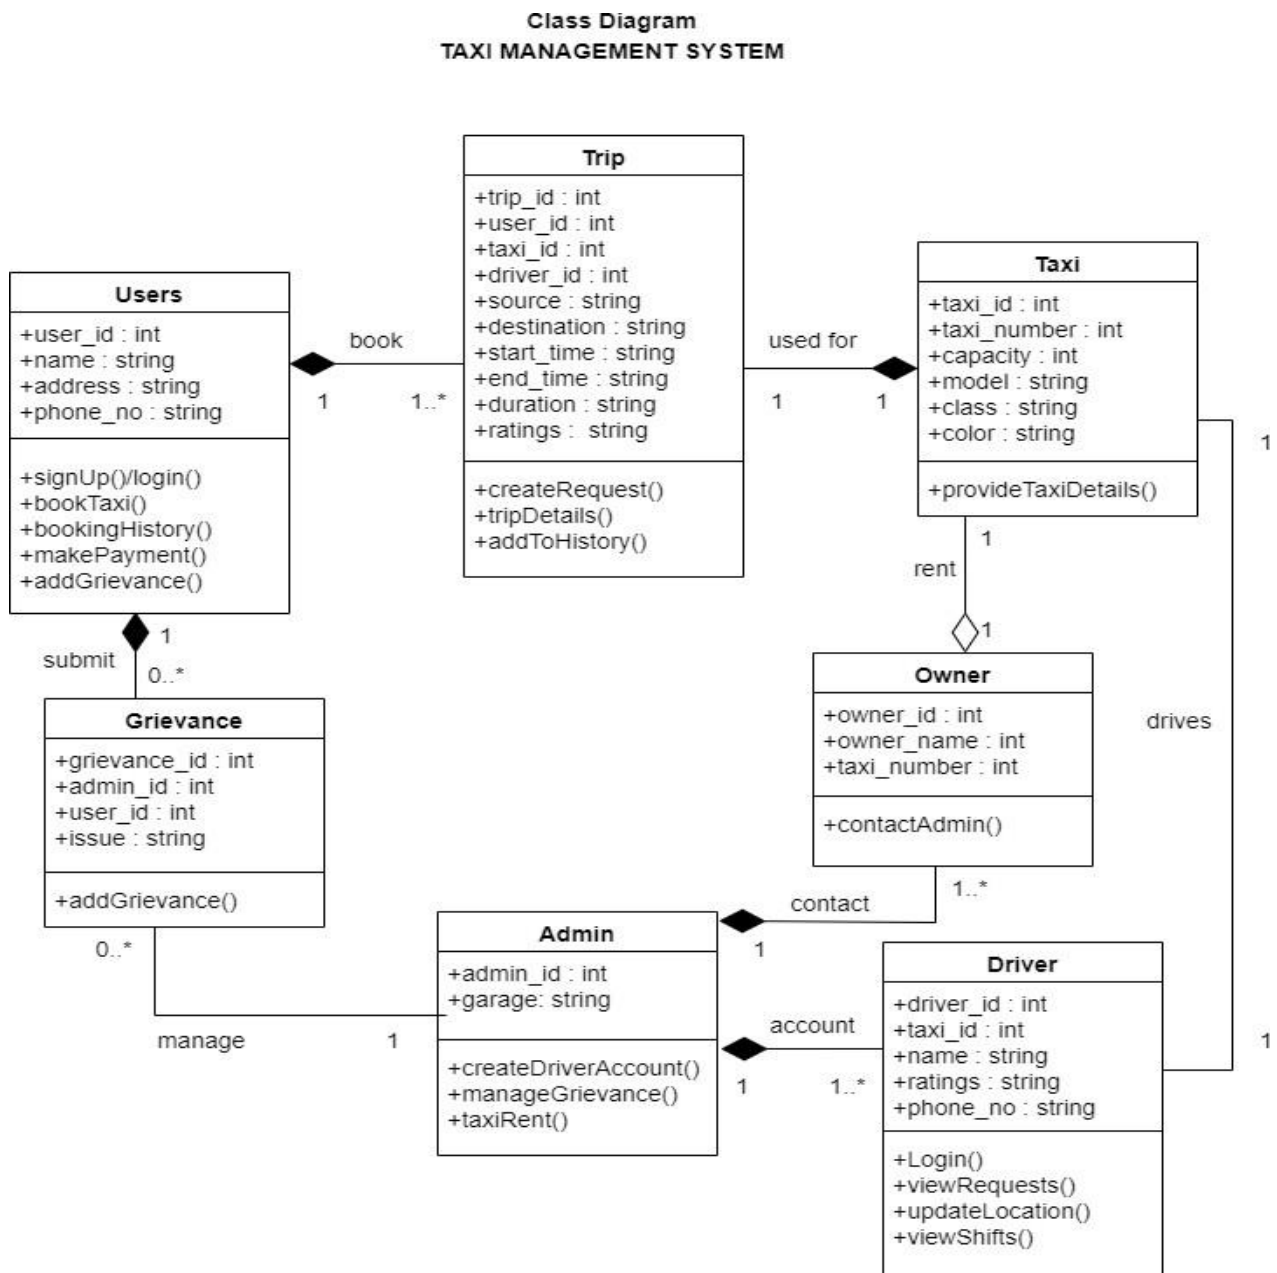 Class Diagram
TAXI MANAGEMENT SYSTEM
Trip
+trip_id : int
+user_id : int
+taxi_id : int
+driver_id : int
+source : string
+destination : string
+start_time : string
+end_time : string
+duration : string
+ratings :  string
+createRequest()
+tripDetails()
+addToHistory()
Users
+user_id : int
+name : string
+address : string
+phone_no : string
+signUp()/login()
+bookTaxi()
+bookingHistory()
+makePayment()
+addGrievance()
book
1
1..*
used for
1
1
Taxi
+taxi_id : int
+taxi_number : int
+capacity : int
+model : string
+class : string
+color : string
+provideTaxiDetails()
1
drives
1
1
rent
1
Owner
+owner_id : int
+owner_name : int
+taxi_number : int
+contactAdmin()
1
submit
0..*
Grievance
+grievance_id : int
+admin_id : int
+user_id : int
+issue : string
+addGrievance()
0..*
manage
1
Admin
+admin_id : int
+garage: string
+createDriverAccount()
+manageGrievance()
+taxiRent()
contact
1
1..*
account
1
1..*
Driver
+driver_id : int
+taxi_id : int
+name : string
+ratings : string
+phone_no : string
+Login()
+viewRequests()
+updateLocation()
+viewShifts()